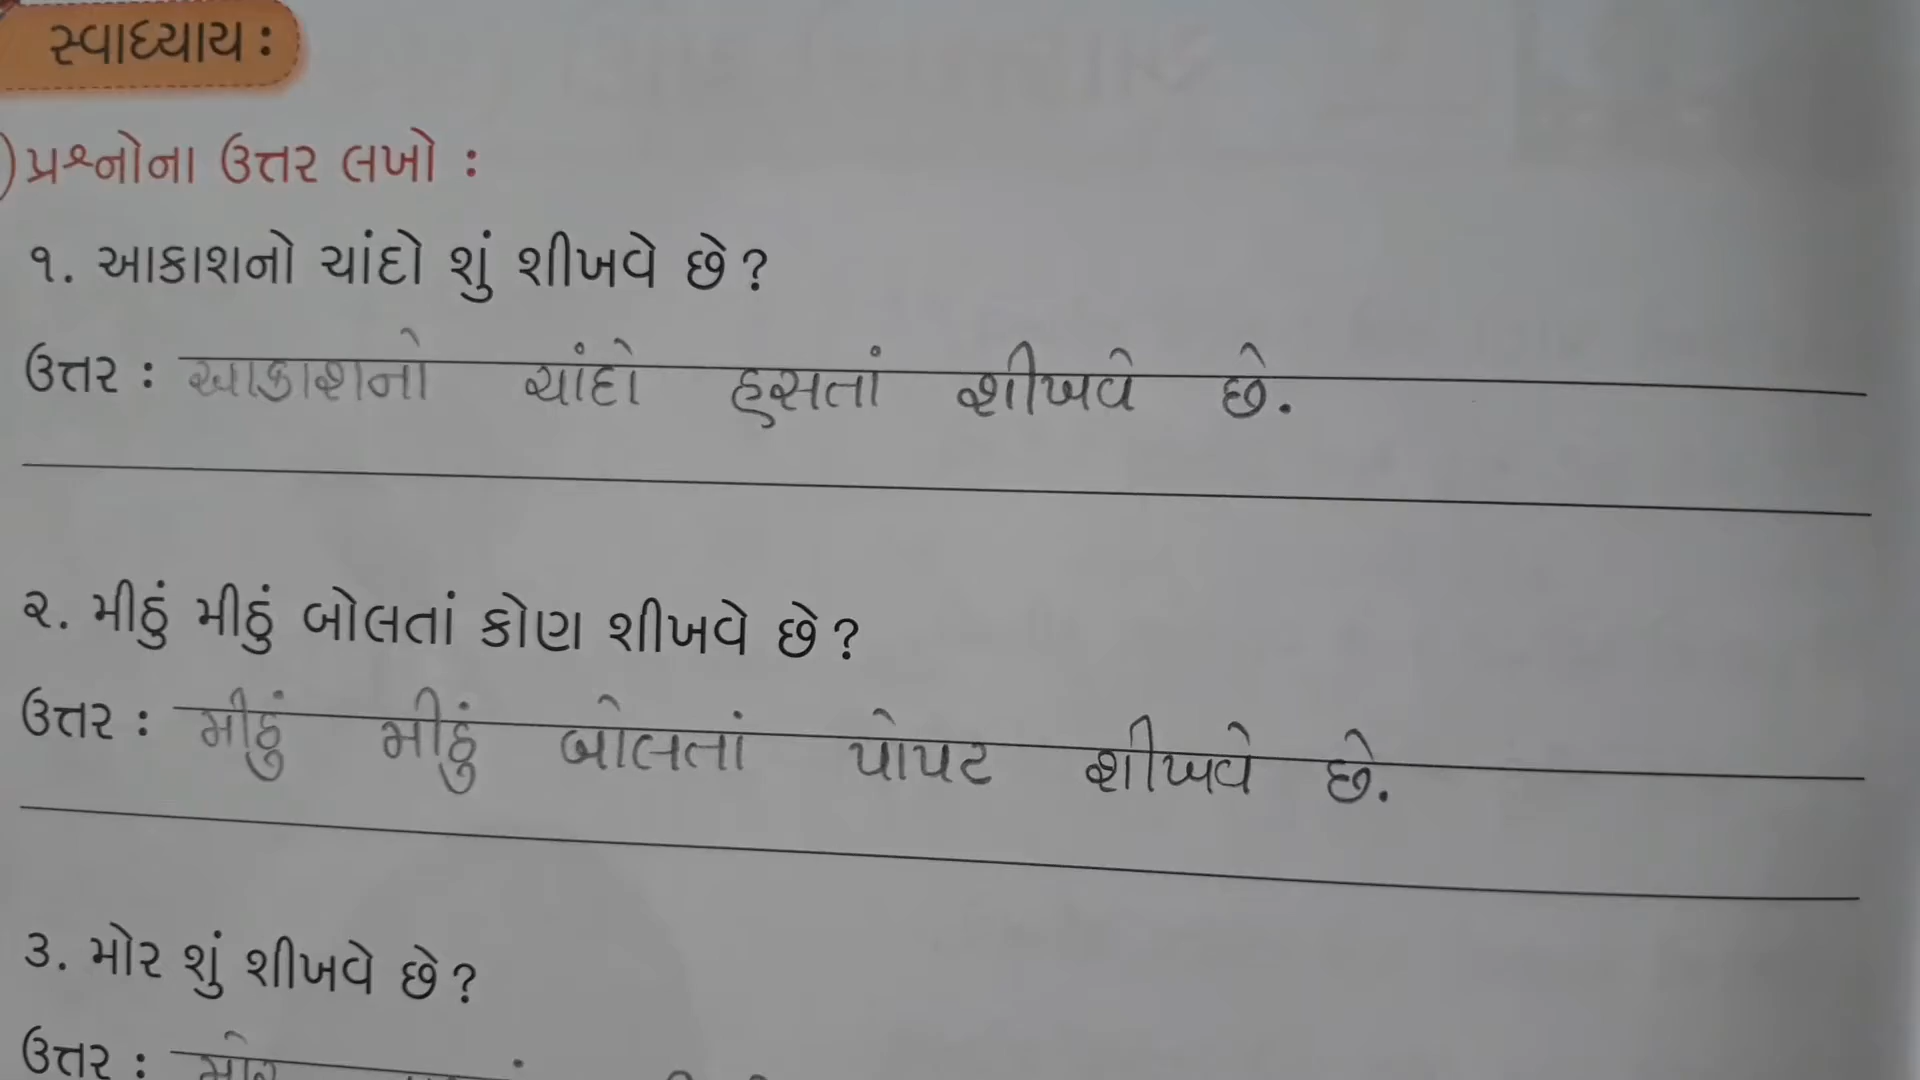 સ્વાધ્યાય :
પ્રશ્નોના ઉત્તર લખો :
૧. આકાશનો ચાંદો શું શીખવે છે?
ઉત્તર : આકાશનો ચાંદો હસતાં શીખવે છે.
૨. મીઠું મીઠું બોલતાં કોણ શીખવે છે?
ઉત્તર : મીઠું મીઠું બોલતાં પોપટ શીખવે છે.
૩. મોર શું શીખવે છે?
ઉત્તર : મોર